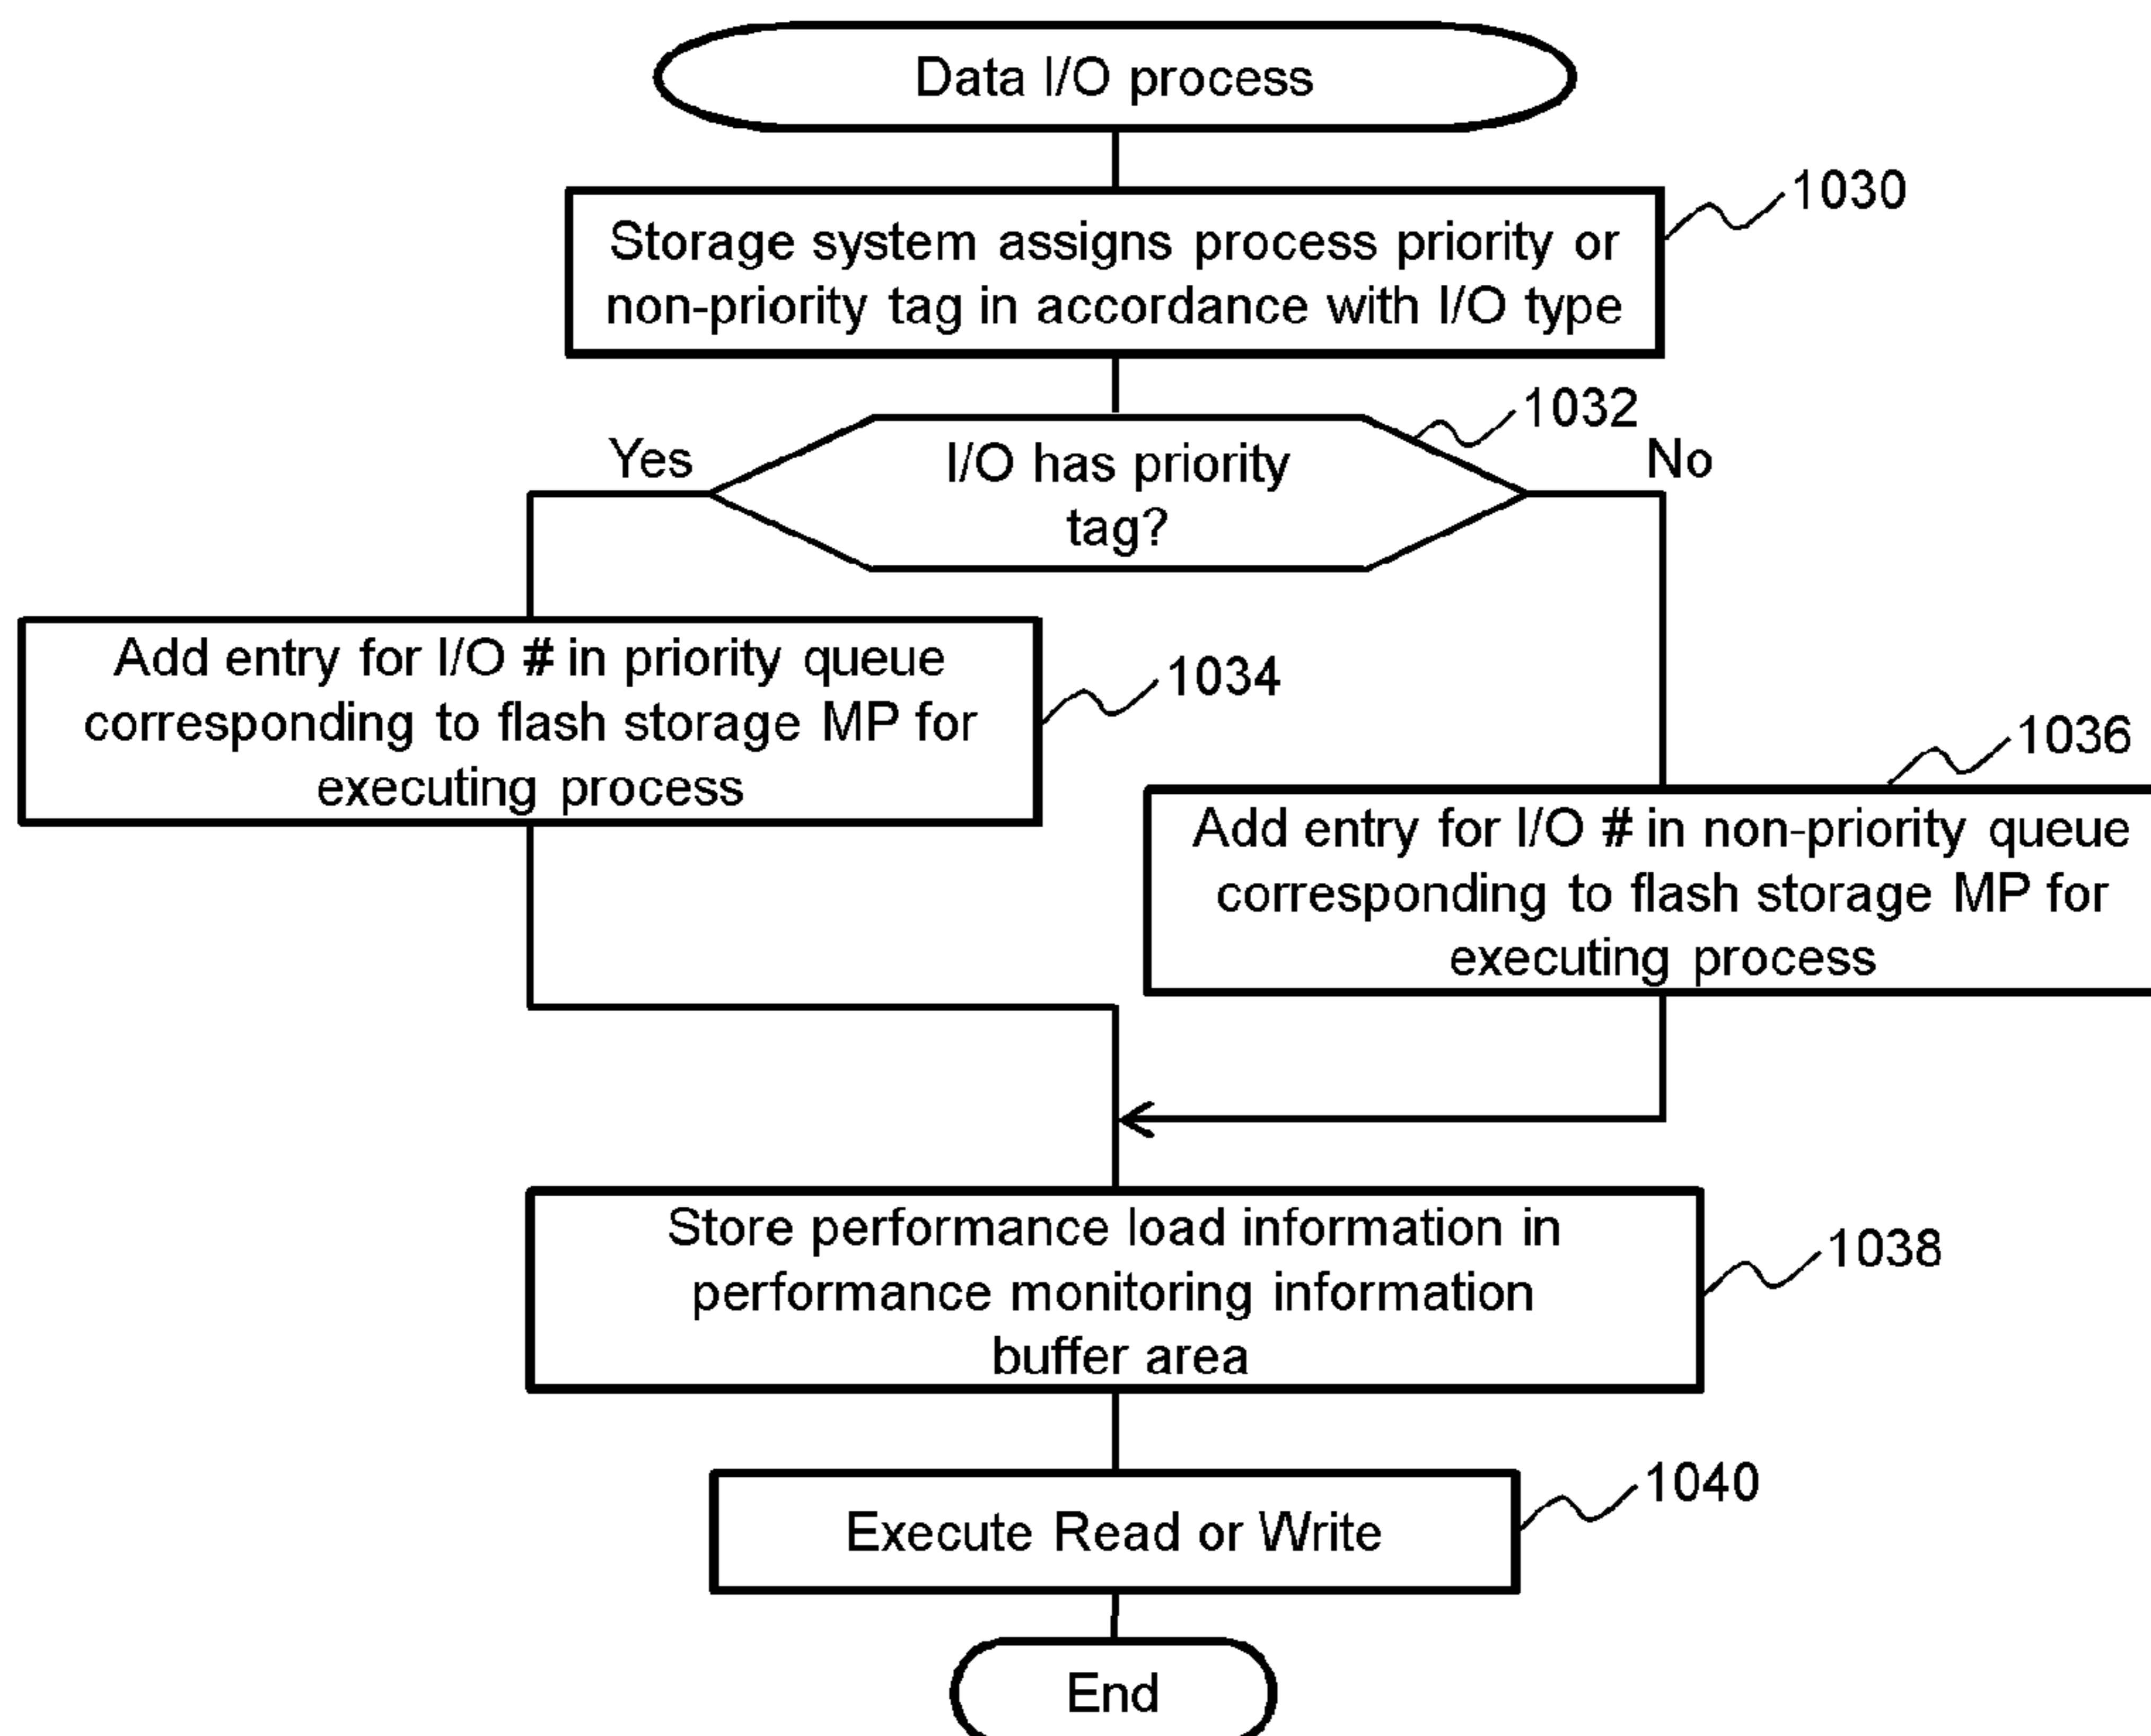 Data I/O process
1030
Storage system assigns process priority or
non-priority tag in accordance with I/O type
1032
Yes
I/O has priority
tag?
No
Add entry for I/O # in priority queue
corresponding to flash storage MP for
executing process
1034
1036
Add entry for I/O # in non-priority queue
corresponding to flash storage MP for
executing process
Store performance load information in
performance monitoring information
buffer area
1038
1040
Execute Read or Write
End